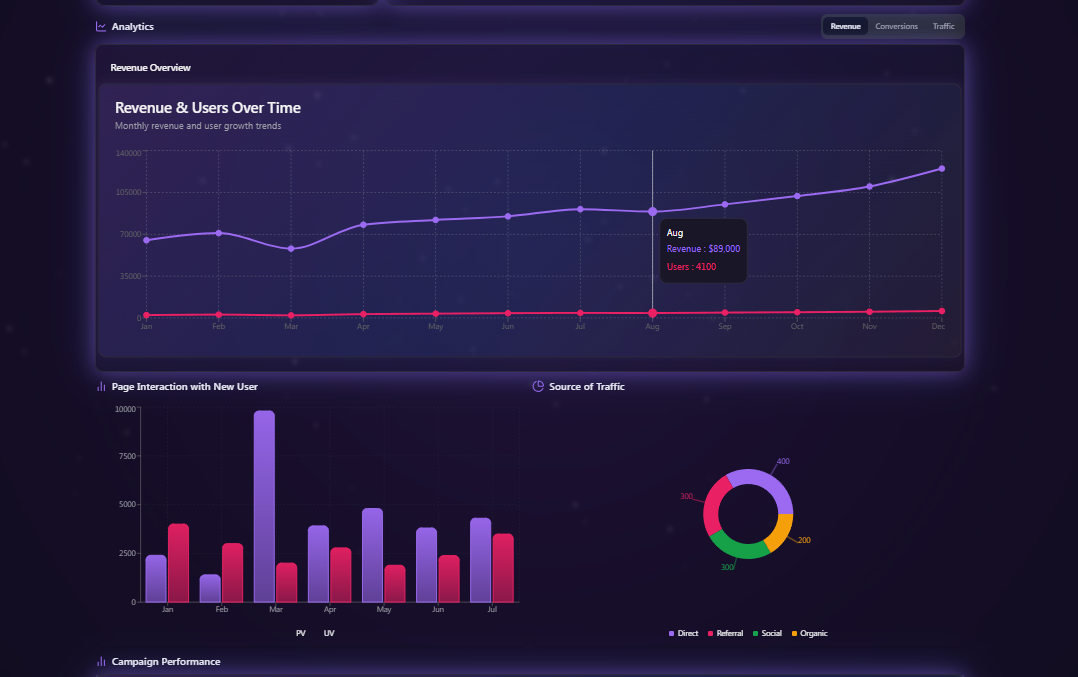 Analytics
Revenue Conversions Traffic
Revenue Overview
Revenue & Users Over Time
Monthly revenue and user growth trends
140000
105000
70000
35000
0
Jan Feb Mar Apr May Jun Jul Aug Sep Oct Nov Dec
Aug
Revenue : $89,000
Users : 4100
Page Interaction with New User
10000
7500
5000
2500
0
Jan Feb Mar Apr May Jun Jul
PV UV
Source of Traffic
400
300
200
300
Direct Referral Social Organic
Campaign Performance